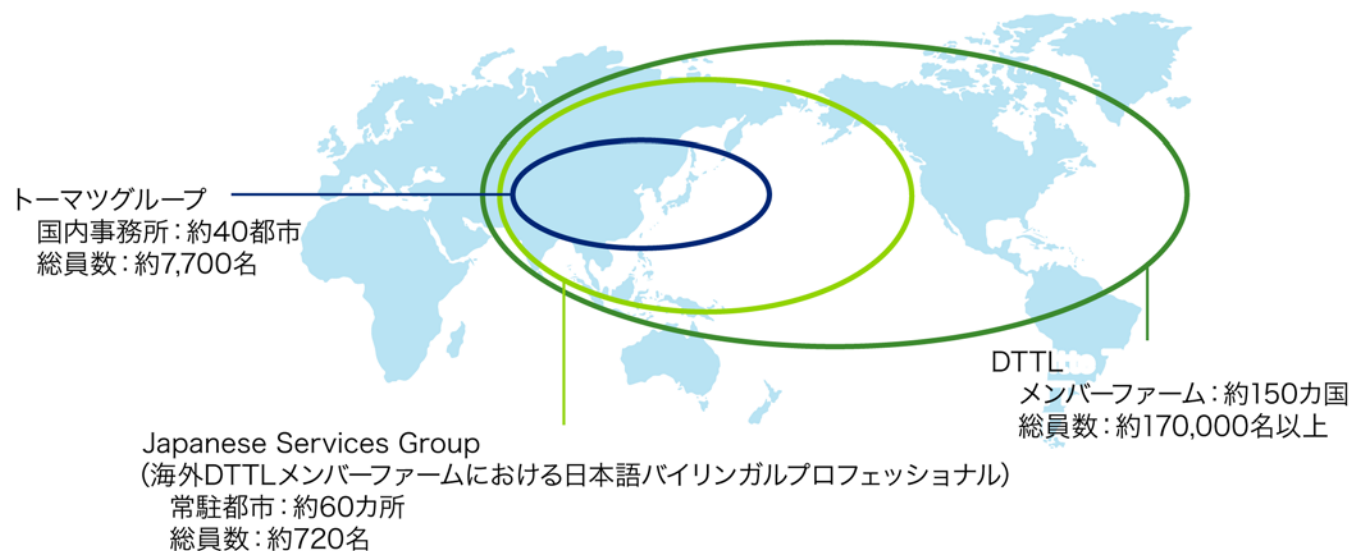 トーマツグループ
国内事務所：約40都市
総員数：約7,700名
DTTL
メンバーファーム：約150カ国
総員数：約170,000名以上
Japanese Services Group
（海外DTTLメンバーファームにおける日本語バイリンガルプロフェッショナル）
常駐都市：約60カ所
総員数：約720名